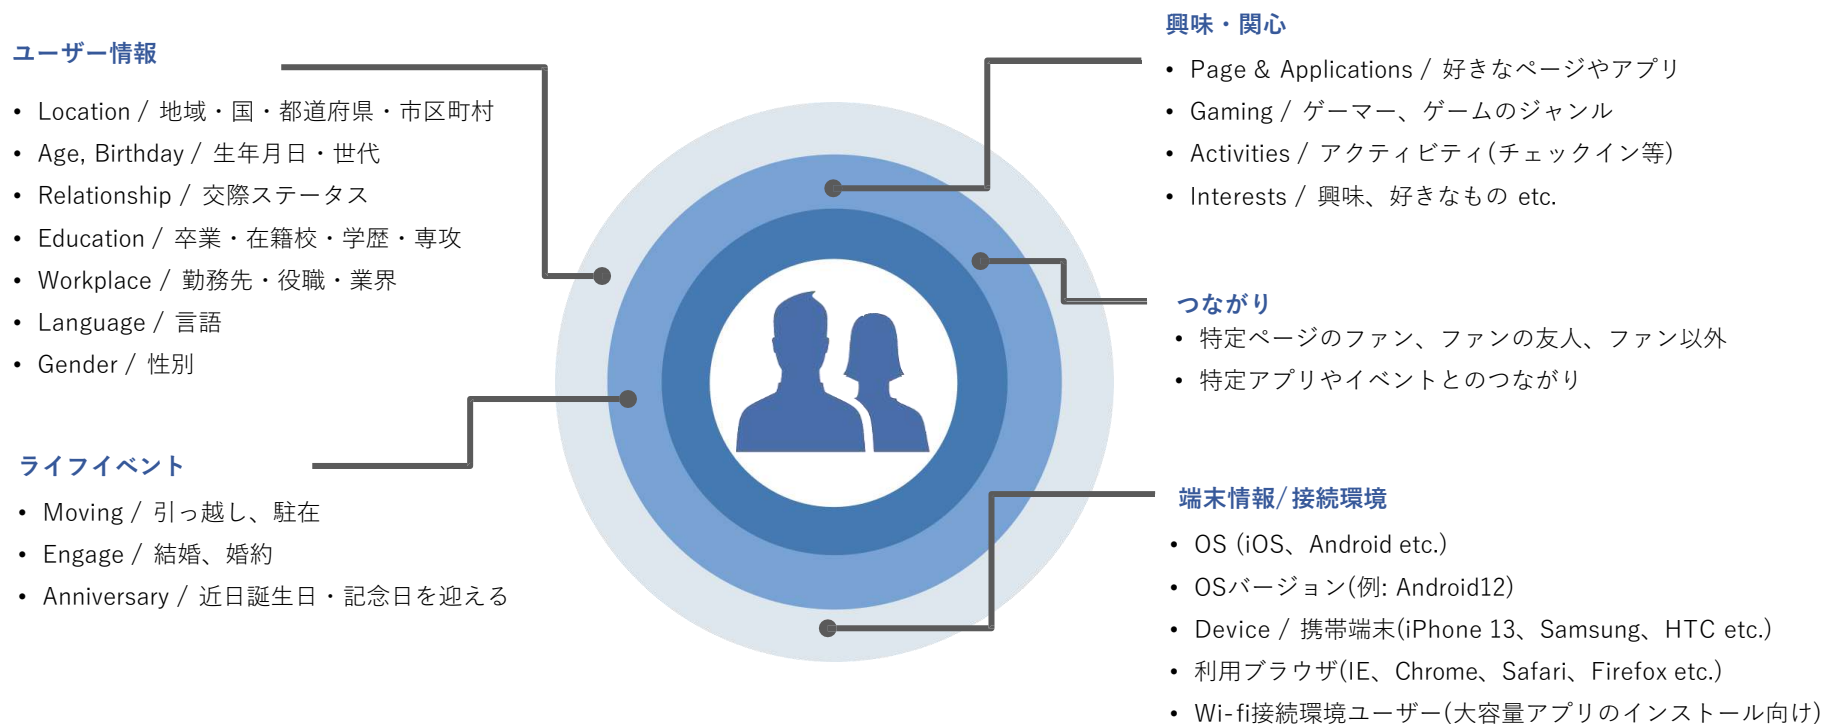 ユーザー情報
• Location / 地域・国・都道府県・市区町村
• Age, Birthday / 生年月日・世代
• Relationship / 交際ステータス
• Education / 卒業・在籍校・学歴・専攻
• Workplace / 勤務先・役職・業界
• Language / 言語
• Gender / 性別
ライフイベント
• Moving / 引っ越し、駐在
• Engage / 結婚、婚約
• Anniversary / 近日誕生日・記念日を迎える
興味・関心
• Page & Applications / 好きなページやアプリ
• Gaming / ゲーマー、ゲームのジャンル
• Activities / アクティビティ(チェックイン等)
• Interests / 興味、好きなもの etc.
つながり
• 特定ページのファン、ファンの友人、ファン以外
• 特定アプリやイベントとのつながり
端末情報/接続環境
• OS (iOS、Android etc.)
• OSバージョン(例: Android12)
• Device / 携帯端末(iPhone 13、Samsung、HTC etc.)
• 利用ブラウザ(IE、Chrome、Safari、Firefox etc.)
• Wi-fi接続環境ユーザー(大容量アプリのインストール向け)